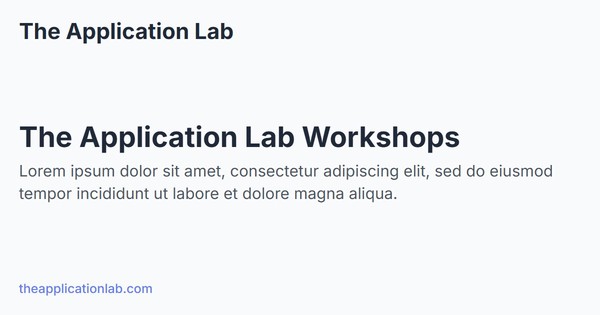 The Application Lab
The Application Lab Workshops
Lorem ipsum dolor sit amet, consectetur adipiscing elit, sed do eiusmod
tempor incididunt ut labore et dolore magna aliqua.
theapplicationlab.com